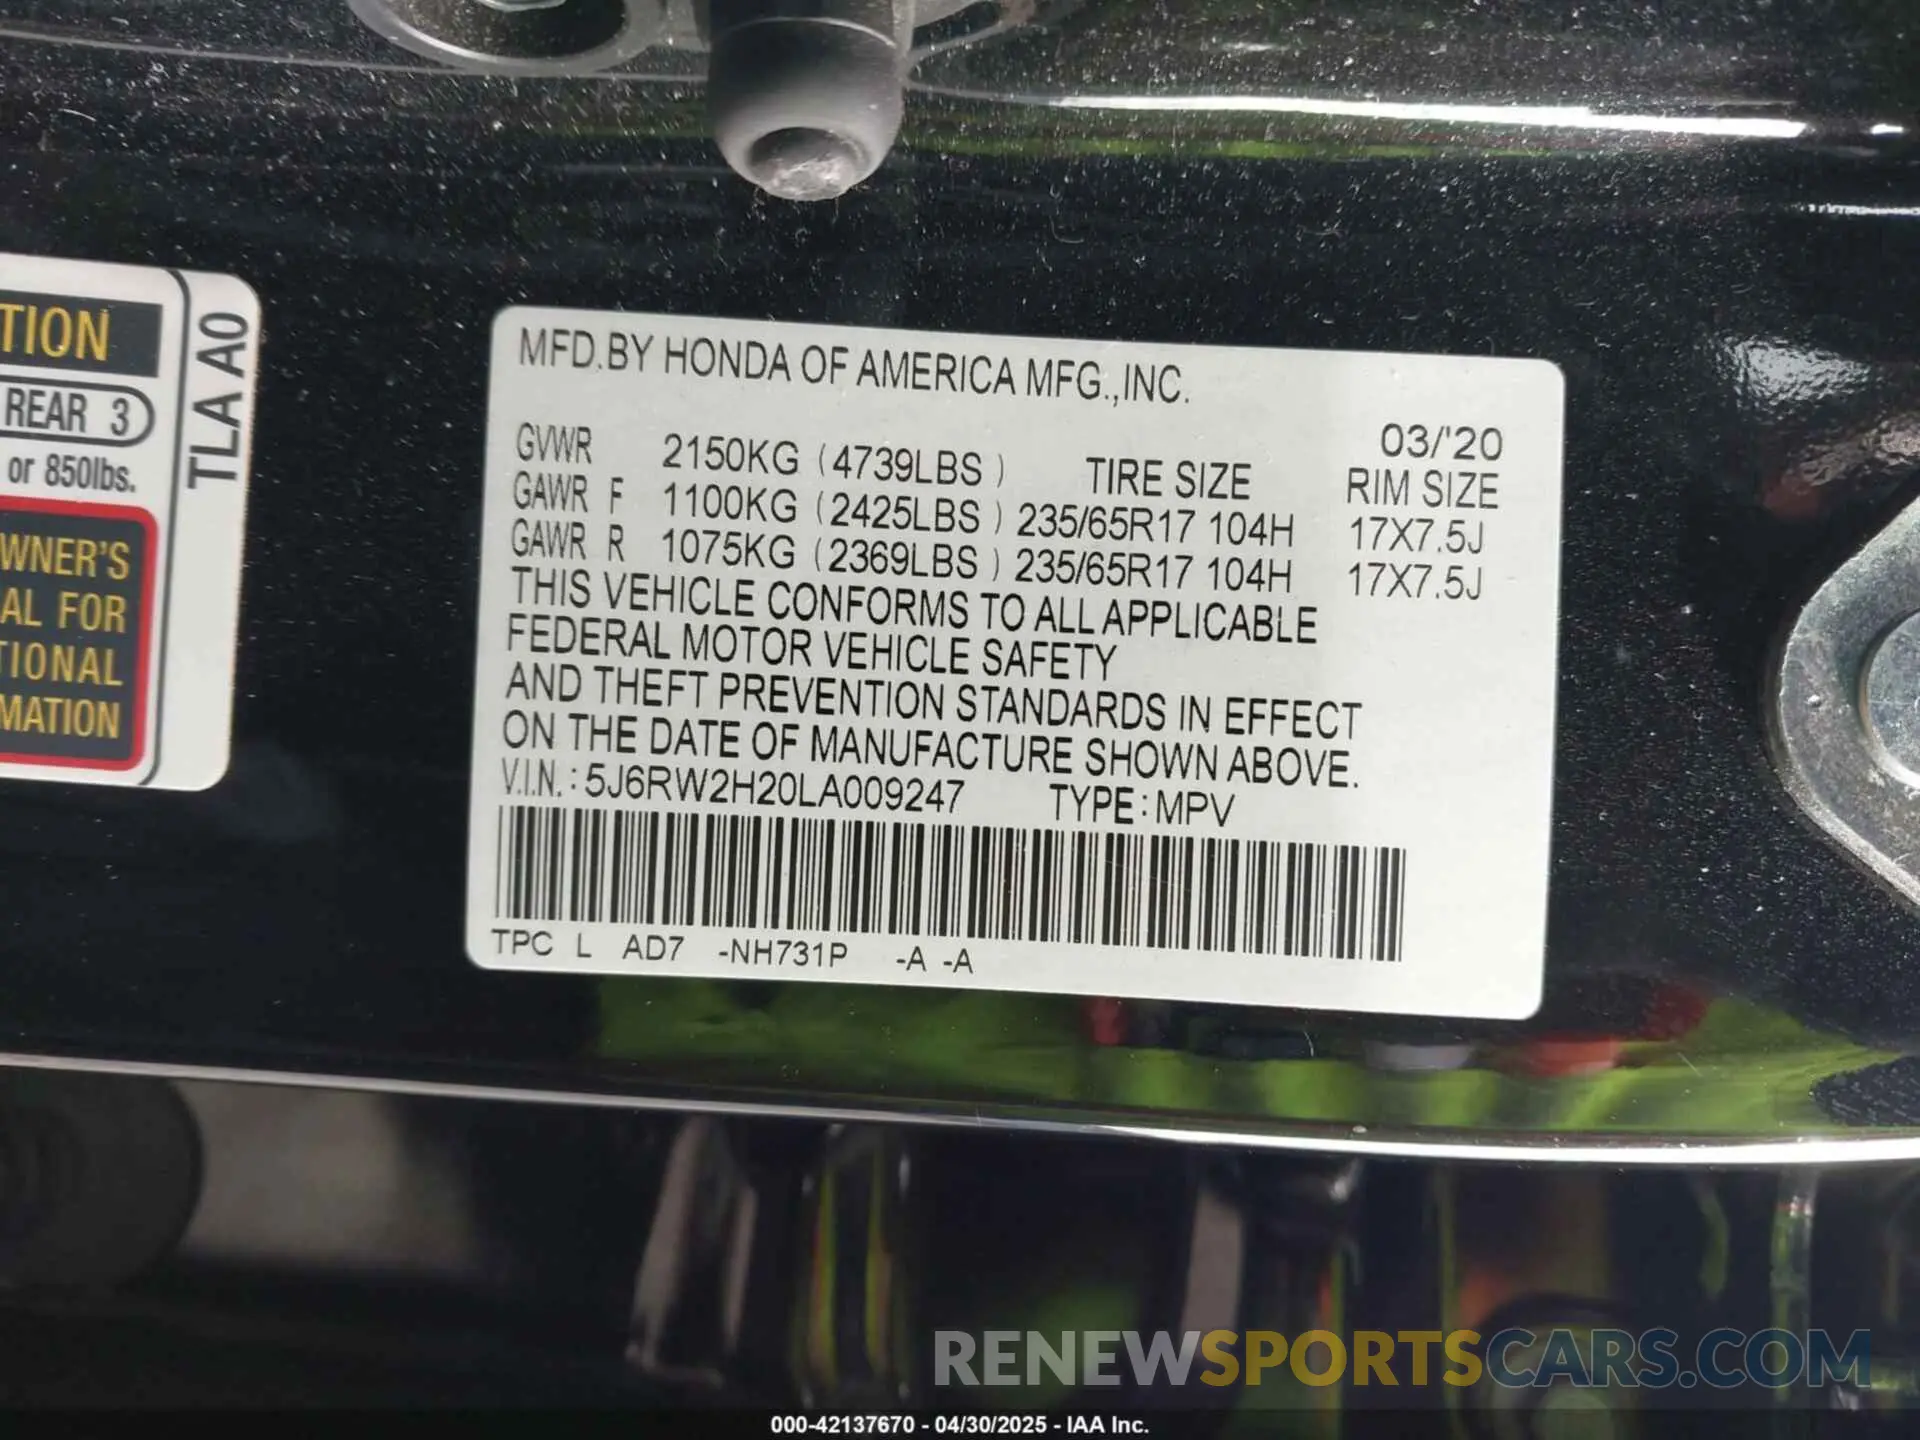 TION
REAR 3
or 850lbs.
WNER'S
AL FOR
TIONAL
MATION
TLA A0
MFD.BY HONDA OF AMERICA MFG.,INC.
03/'20
GVWR 2150KG (4739LBS) TIRE SIZE RIM SIZE
GAWR F 1100KG (2425LBS) 235/65R17 104H 17X7.5J
GAWR R 1075KG (2369LBS) 235/65R17 104H 17X7.5J
THIS VEHICLE CONFORMS TO ALL APPLICABLE
FEDERAL MOTOR VEHICLE SAFETY
AND THEFT PREVENTION STANDARDS IN EFFECT
ON THE DATE OF MANUFACTURE SHOWN ABOVE.
V.I.N.: 5J6RW2H20LA009247 TYPE: MPV
TPC L AD7 -NH731P -A -A
RENEWSPORTSCARS.COM
000-42137670 - 04/30/2025 - IAA Inc.